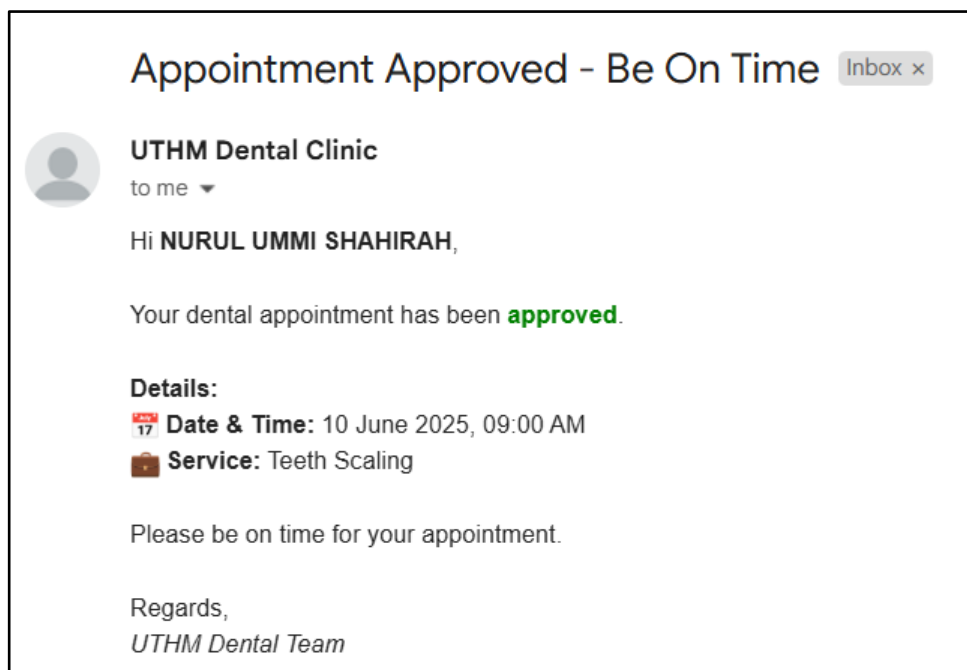 Appointment Approved - Be On Time Inbox ×
UTHM Dental Clinic
to me
Hi NURUL UMMI SHAHIRAH,
Your dental appointment has been approved.
Details:
📅 Date & Time: 10 June 2025, 09:00 AM
💼 Service: Teeth Scaling
Please be on time for your appointment.
Regards,
UTHM Dental Team